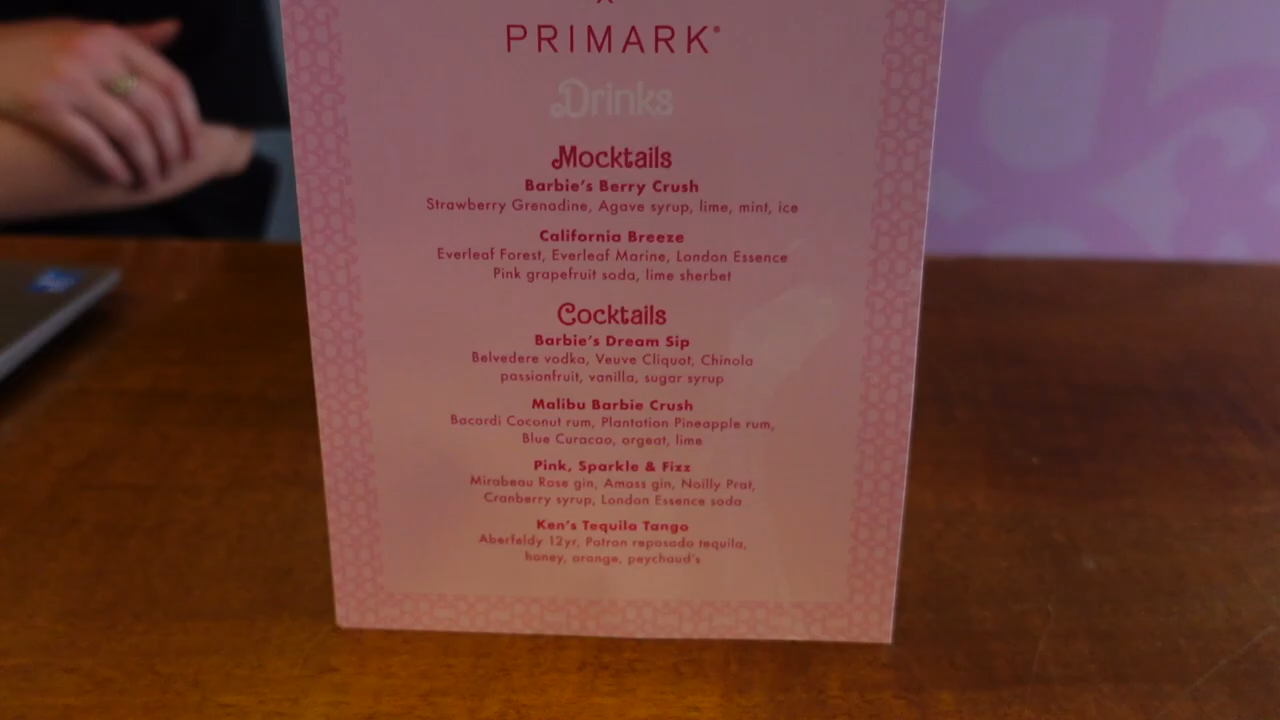 X
PRIMARK®
Drinks
Mocktails
Barbie's Berry Crush
Strawberry Grenadine, Agave syrup, lime, mint, ice
California Breeze
Everleaf Forest, Everleaf Marine, London Essence
Pink grapefruit soda, lime sherbet
Cocktails
Barbie's Dream Sip
Belvedere vodka, Veuve Cliquot, Chinola
passionfruit, vanilla, sugar syrup
Malibu Barbie Crush
Bacardi Coconut rum, Plantation Pineapple rum,
Blue Curacao, orgeat, lime
Pink, Sparkle & Fizz
Mirabeau Rose gin, Amass gin, Noilly Prat,
Cranberry syrup, London Essence soda
Ken's Tequila Tango
Aberfeldy 12yr, Patron reposado tequila,
honey, orange, peychaud's